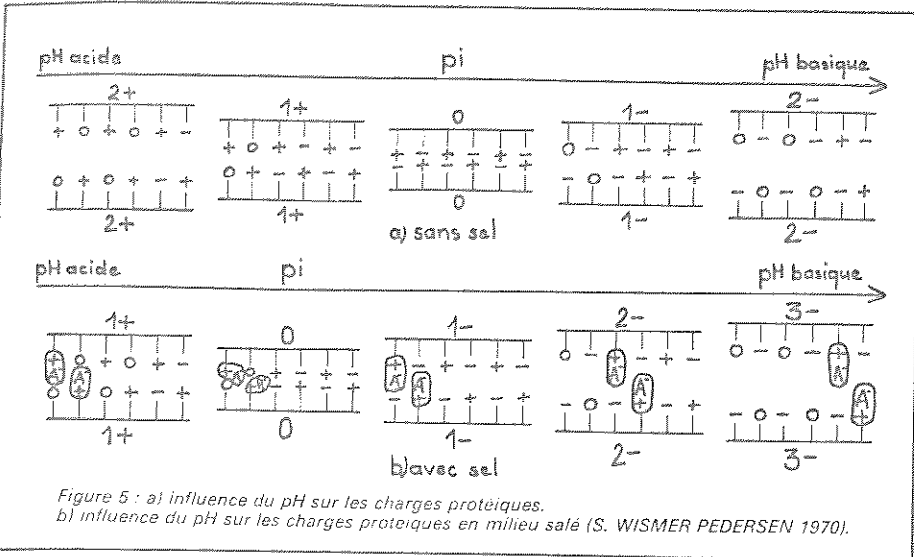 pH acide pi pH basique
2+ 1+ 0 1- 2-
+ o + o + - + o + - + - + - + - + - o - + - + - o - o - + -
o + o + - + o + - + - + - + - + - + - o - + - + - o - o - +
2+ 1+ 0 1- 2-
a) sans sel
pH acide pi pH basique
1+ 0 1- 2- 3-
+ o + o + - + - + - + - + - + - o - + - + - o - o - + -
A⁻ A⁻ A⁻ A⁻ A⁻ A⁻ A⁻ A⁻
o + o + - + - + - + - + - + - + - o - + - + - o - o - +
1+ 0 1- 2- 3-
b) avec sel
Figure 5 : a) influence du pH sur les charges protéiques.
b) influence du pH sur les charges protéiques en milieu salé (S. WISMER PEDERSEN 1970).